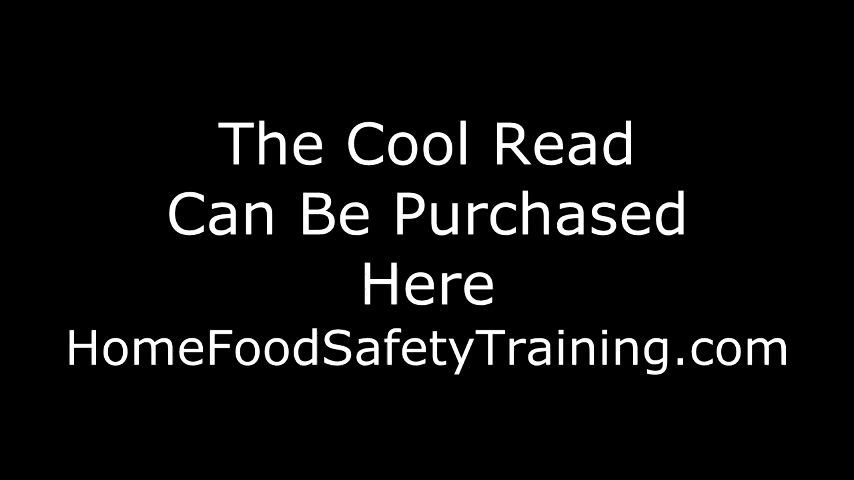 The Cool Read
Can Be Purchased
Here
HomeFoodSafetyTraining.com